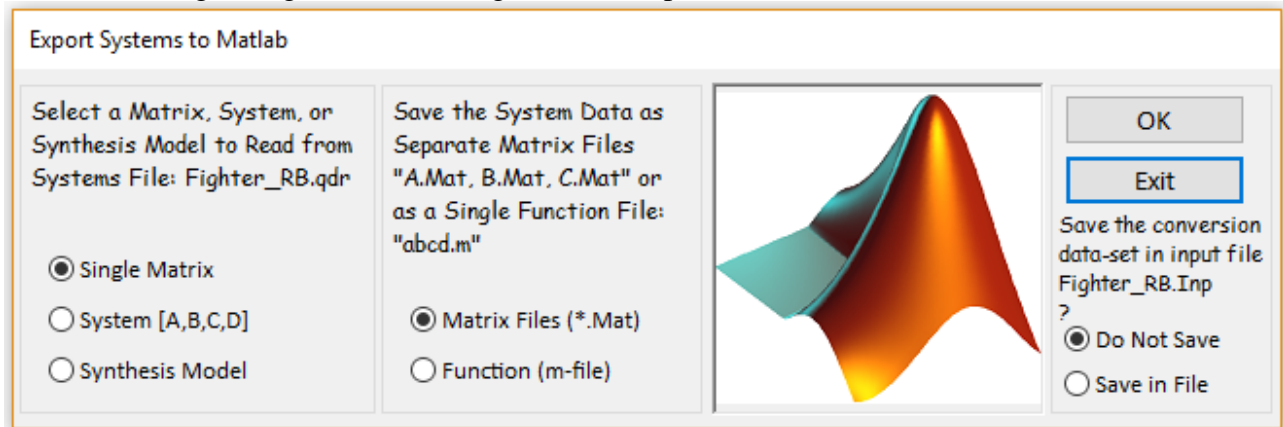 Export Systems to Matlab
Select a Matrix, System, or
Synthesis Model to Read from
Systems File: Fighter_RB.qdr
Single Matrix
System [A,B,C,D]
Synthesis Model
Save the System Data as
Separate Matrix Files
"A.Mat, B.Mat, C.Mat" or
as a Single Function File:
"abcd.m"
Matrix Files (*.Mat)
Function (m-file)
OK
Exit
Save the conversion
data-set in input file
Fighter_RB.Inp
?
Do Not Save
Save in File